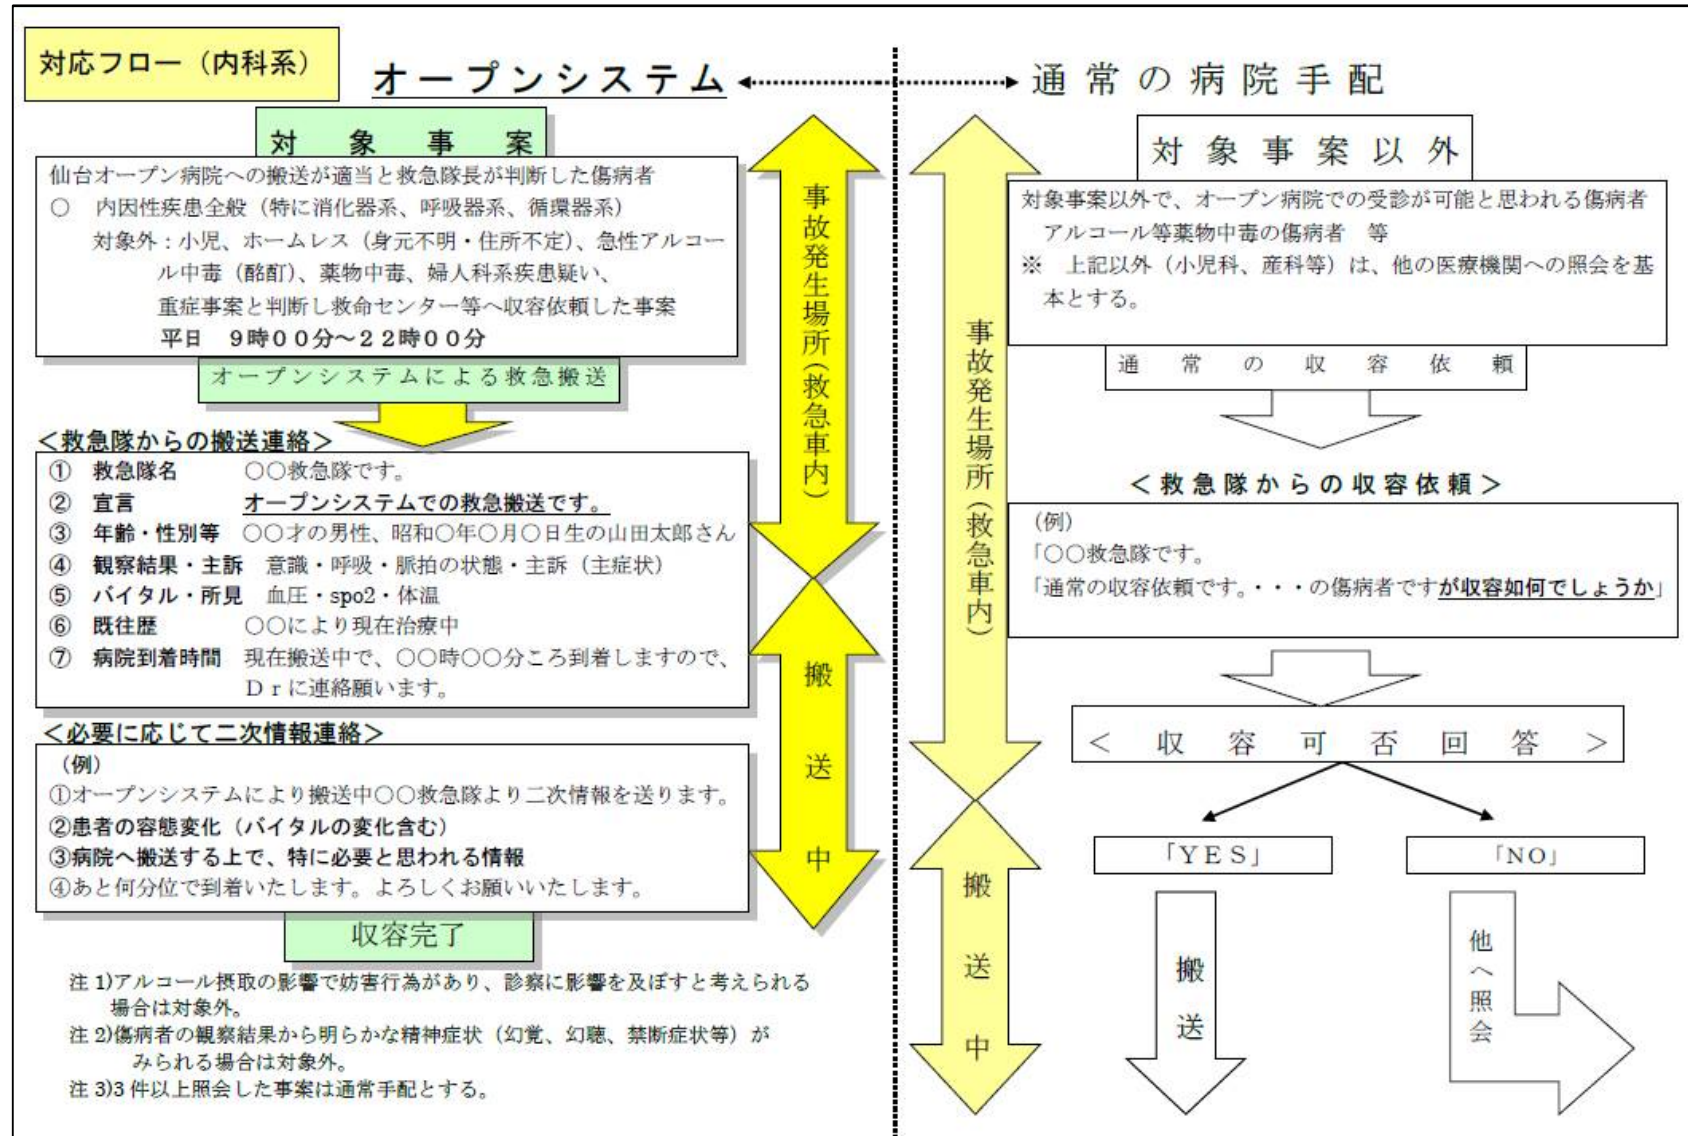 対応フロー（内科系）
オープンシステム
通常の病院手配
対象事案
仙台オープン病院への搬送が適当と救急隊長が判断した傷病者
○　内因性疾患全般（特に消化器系、呼吸器系、循環器系）
対象外：小児、ホームレス（身元不明・住所不定）、急性アルコー
ル中毒（酩酊）、薬物中毒、婦人科系疾患疑い、
重症事案と判断し救命センター等へ収容依頼した事案
平日　９時００分～２２時００分
オープンシステムによる救急搬送
＜救急隊からの搬送連絡＞
①　救急隊名　○○救急隊です。
②　宣言　オープンシステムでの救急搬送です。
③　年齢・性別等　○○才の男性、昭和○年○月○日生の山田太郎さん
④　観察結果・主訴　意識・呼吸・脈拍の状態・主訴（主症状）
⑤　バイタル・所見　血圧・spo2・体温
⑥　既往歴　○○により現在治療中
⑦　病院到着時間　現在搬送中で、○○時○○分ころ到着しますので、
Ｄｒに連絡願います。
＜必要に応じて二次情報連絡＞
（例）
①オープンシステムにより搬送中○○救急隊より二次情報を送ります。
②患者の容態変化（バイタルの変化含む）
③病院へ搬送する上で、特に必要と思われる情報
④あと何分位で到着いたします。よろしくお願いいたします。
収容完了
注 1)アルコール摂取の影響で妨害行為があり、診察に影響を及ぼすと考えられる
場合は対象外。
注 2)傷病者の観察結果から明らかな精神症状（幻覚、幻聴、禁断症状等）が
みられる場合は対象外。
注 3)3 件以上照会した事案は通常手配とする。
事故発生場所（救急車内）
搬送中
事故発生場所（救急車内）
搬送中
対象事案以外
対象事案以外で、オープン病院での受診が可能と思われる傷病者
アルコール等薬物中毒の傷病者　等
※　上記以外（小児科、産科等）は、他の医療機関への照会を基
本とする。
通常の収容依頼
＜救急隊からの収容依頼＞
（例）
「○○救急隊です。
「通常の収容依頼です。・・・の傷病者ですが収容如何でしょうか」
＜収容可否回答＞
「ＹＥＳ」
「NO」
搬送
他へ照会